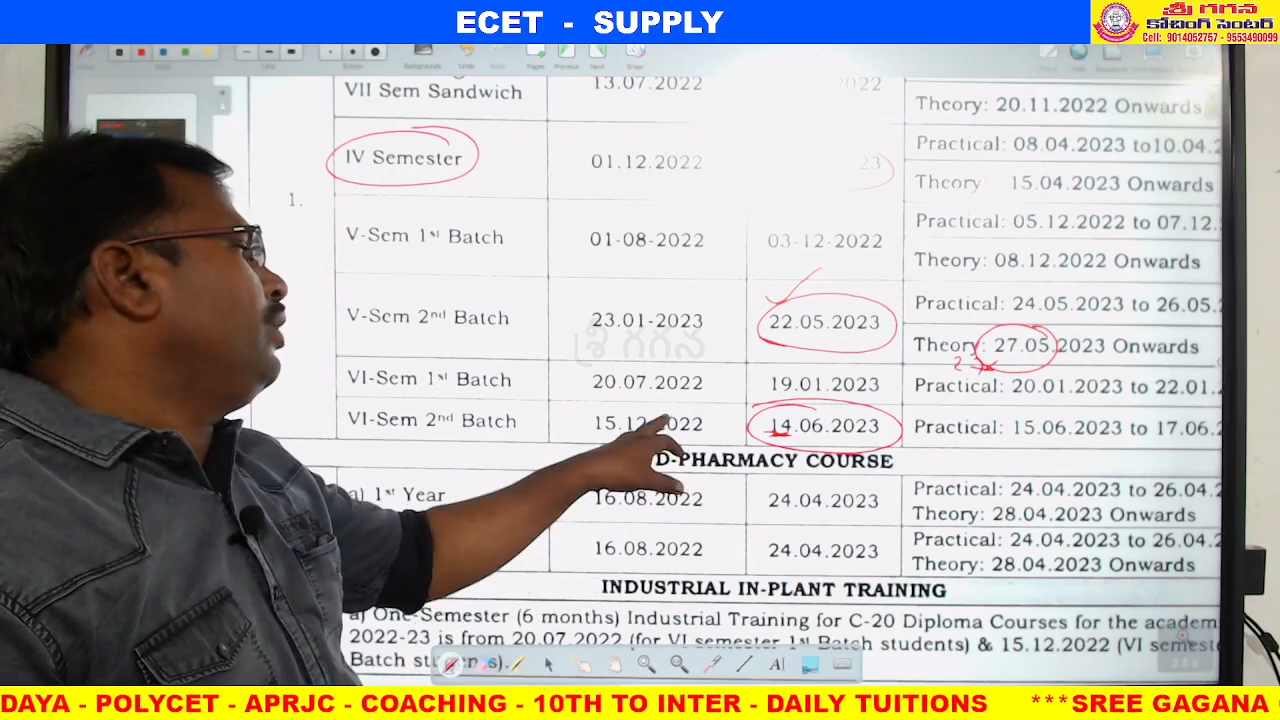 ECET - SUPPLY
శ్రీ గగన
కోచింగ్ సెంటర్
Cell: 9014052757 - 9553490099
VII Sem Sandwich 13.07.2022 2022
Theory: 20.11.2022 Onwards
Practical: 08.04.2023 to10.04.2
IV Semester 01.12.2022 23
Theory 15.04.2023 Onwards
1.
Practical: 05.12.2022 to 07.12.
V-Sem 1st Batch 01-08-2022 03-12-2022
Theory: 08.12.2022 Onwards
Practical: 24.05.2023 to 26.05.
V-Sem 2nd Batch 23.01-2023 22.05.2023
Theory: 27.05.2023 Onwards
శ్రీ గగన
VI-Sem 1st Batch 20.07.2022 19.01.2023 Practical: 20.01.2023 to 22.01.
VI-Sem 2nd Batch 15.12.2022 14.06.2023 Practical: 15.06.2023 to 17.06.2
D-PHARMACY COURSE
a) 1st Year 16.08.2022 24.04.2023 Practical: 24.04.2023 to 26.04.2
Theory: 28.04.2023 Onwards
16.08.2022 24.04.2023 Practical: 24.04.2023 to 26.04.2
Theory: 28.04.2023 Onwards
INDUSTRIAL IN-PLANT TRAINING
a) One-Semester (6 months) Industrial Training for C-20 Diploma Courses for the academ
2022-23 is from 20.07.2022 (for VI semester 1st Batch students) & 15.12.2022 (VI semest
Batch students).
DAYA - POLYCET - APRJC - COACHING - 10TH TO INTER - DAILY TUITIONS ***SREE GAGANA